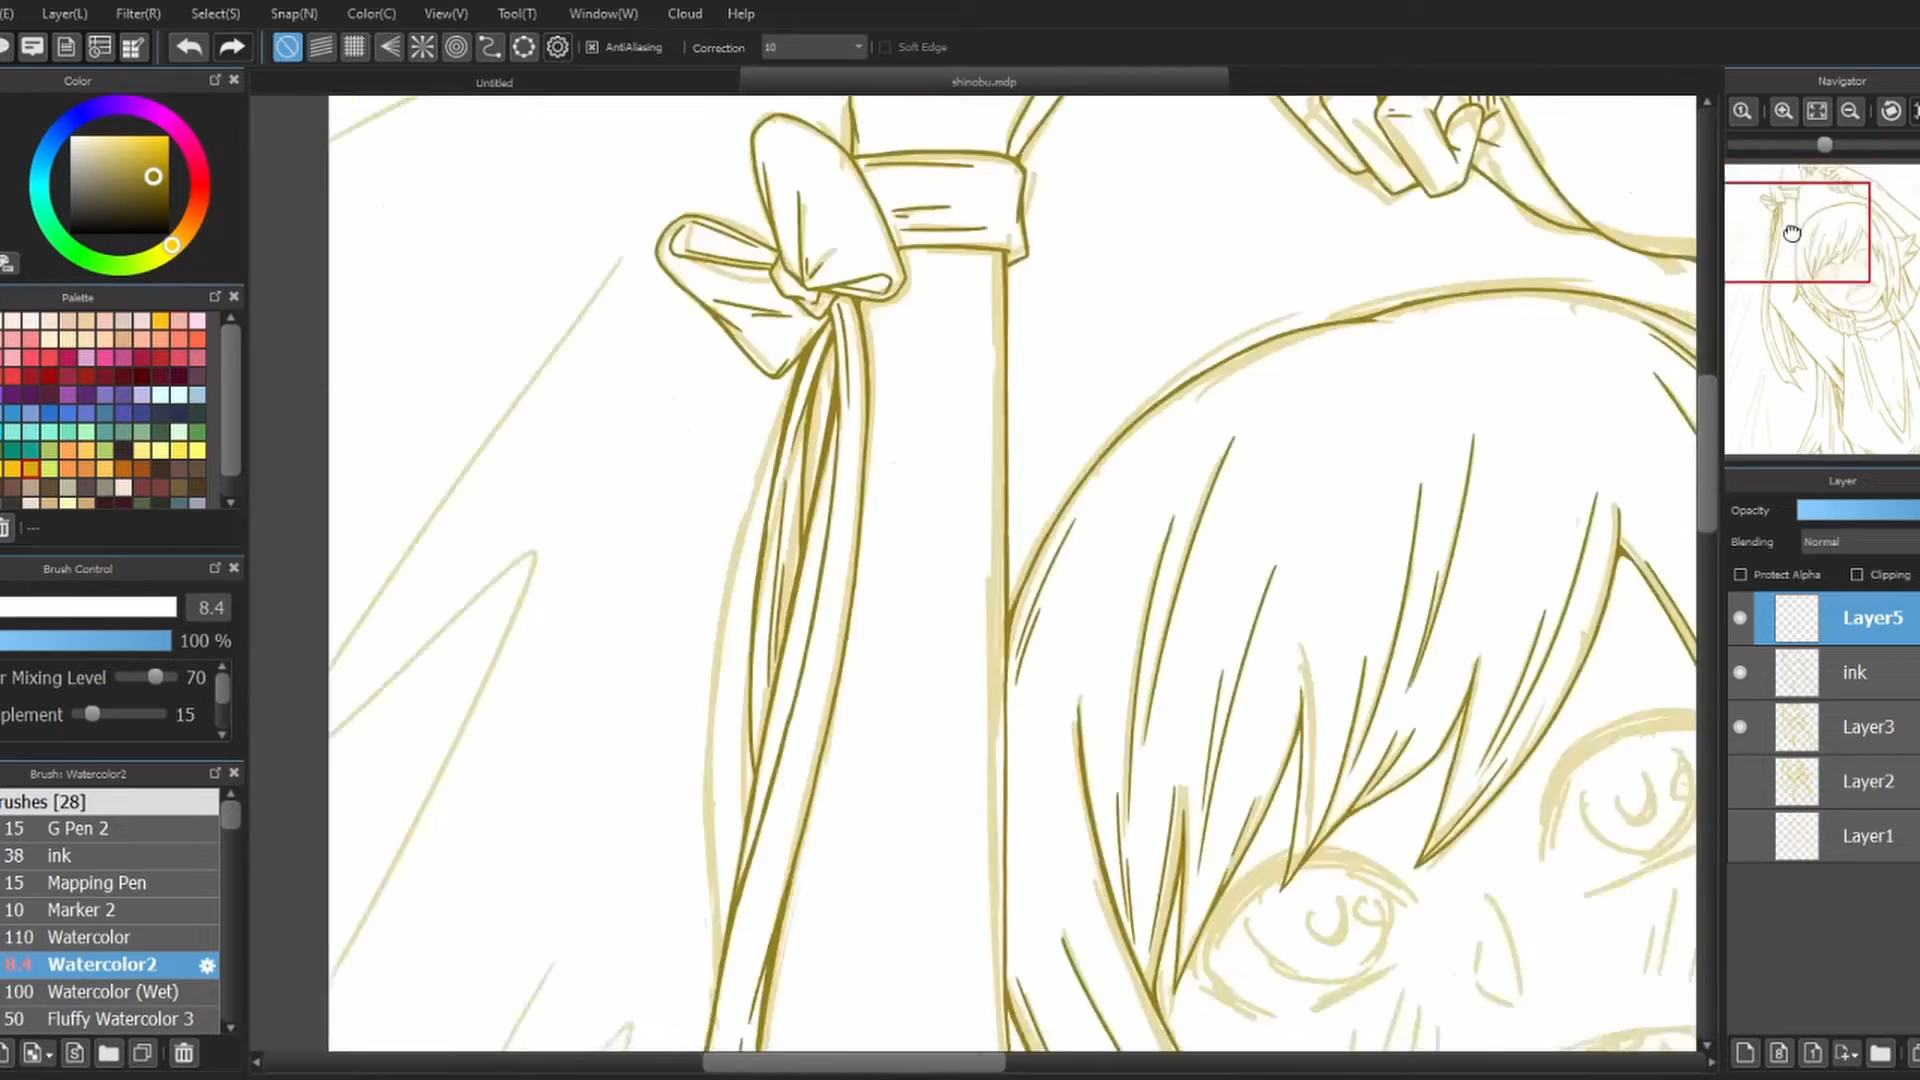 (E) Layer(L) Filter(R) Select(S) Snap(N) Color(C) View(V) Tool(T) Window(W) Cloud Help
AntiAliasing Correction 10 Soft Edge
Color
Untitled
shinobu.mdp
Navigator
Palette
---
Brush Control
8.4
100 %
r Mixing Level 70
plement 15
Brush: Watercolor2
rushes [28]
15 G Pen 2
38 ink
15 Mapping Pen
10 Marker 2
110 Watercolor
8.4 Watercolor2
100 Watercolor (Wet)
50 Fluffy Watercolor 3
Layer
Opacity
Blending Normal
Protect Alpha Clipping
Layer5
ink
Layer3
Layer2
Layer1